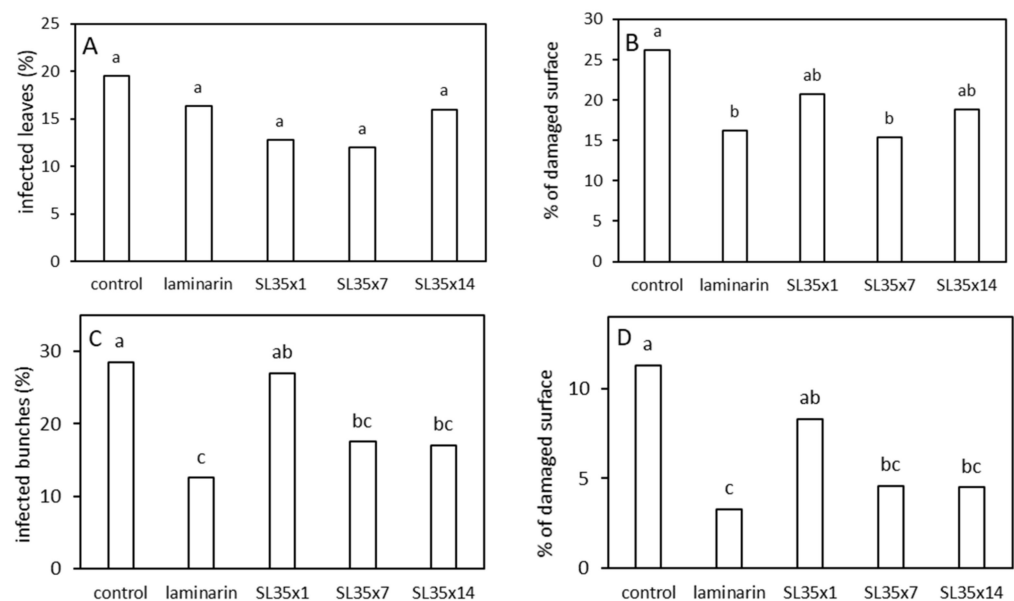 A
infected leaves (%)
25
20
15
10
5
0
a
a
a
a
a
control laminarin SL35x1 SL35x7 SL35x14
B
% of damaged surface
30
25
20
15
10
5
0
a
b
ab
b
ab
control laminarin SL35x1 SL35x7 SL35x14
C
infected bunches (%)
30
20
10
0
a
c
ab
bc
bc
control laminarin SL35x1 SL35x7 SL35x14
D
% of damaged surface
10
5
0
a
c
ab
bc
bc
control laminarin SL35x1 SL35x7 SL35x14